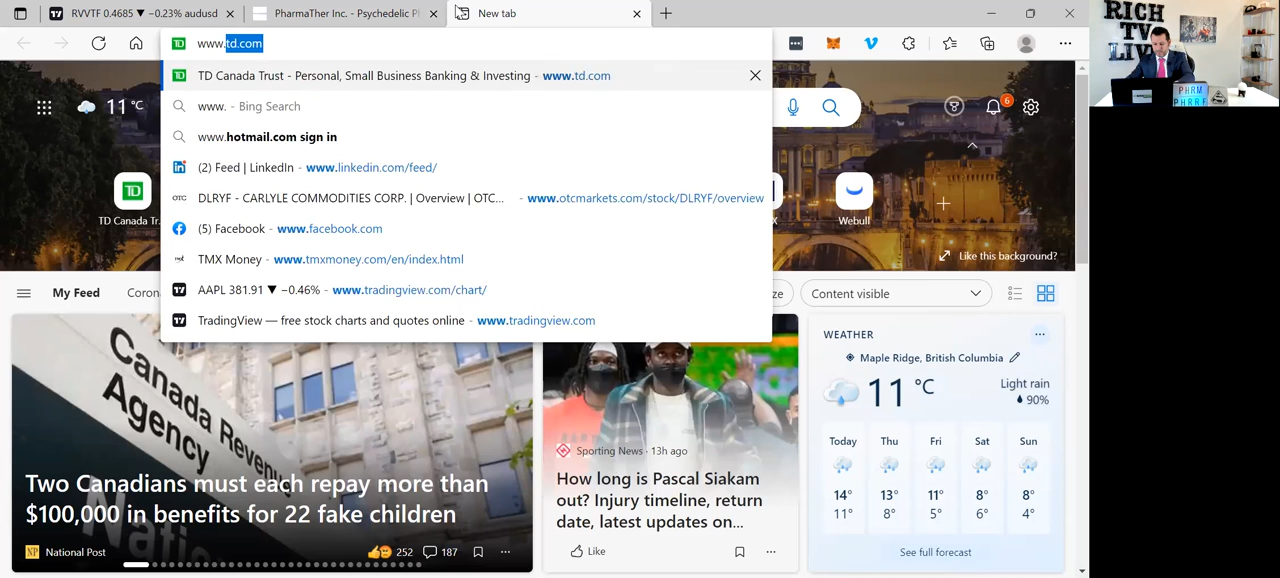 RVVTF 0.4685 ▼ −0.23% audusd
PharmaTher Inc. - Psychedelic P
New tab
www.td.com
TD Canada Trust - Personal, Small Business Banking & Investing - www.td.com
www. - Bing Search
www.hotmail.com sign in
(2) Feed | LinkedIn - www.linkedin.com/feed/
OTC
DLRYF - CARLYLE COMMODITIES CORP. | Overview | OTC... - www.otcmarkets.com/stock/DLRYF/overview
(5) Facebook - www.facebook.com
TMX Money - www.tmxmoney.com/en/index.html
AAPL 381.91 ▼ −0.46% - www.tradingview.com/chart/
TradingView — free stock charts and quotes online - www.tradingview.com
11 °C
6
TD
TD Canada Tr...
X
Webull
Like this background?
My Feed
Coron
ze
Content visible
Canada Revenue
Agency
Two Canadians must each repay more than
$100,000 in benefits for 22 fake children
NP National Post
252
187
Sporting News · 13h ago
How long is Pascal Siakam
out? Injury timeline, return
date, latest updates on...
Like
WEATHER
Maple Ridge, British Columbia
11 °C
Light rain
90%
Today Thu Fri Sat Sun
14° 13° 11° 8° 8°
11° 8° 5° 6° 4°
See full forecast
RICH
TV
LIVE
PHRM
PHRRF